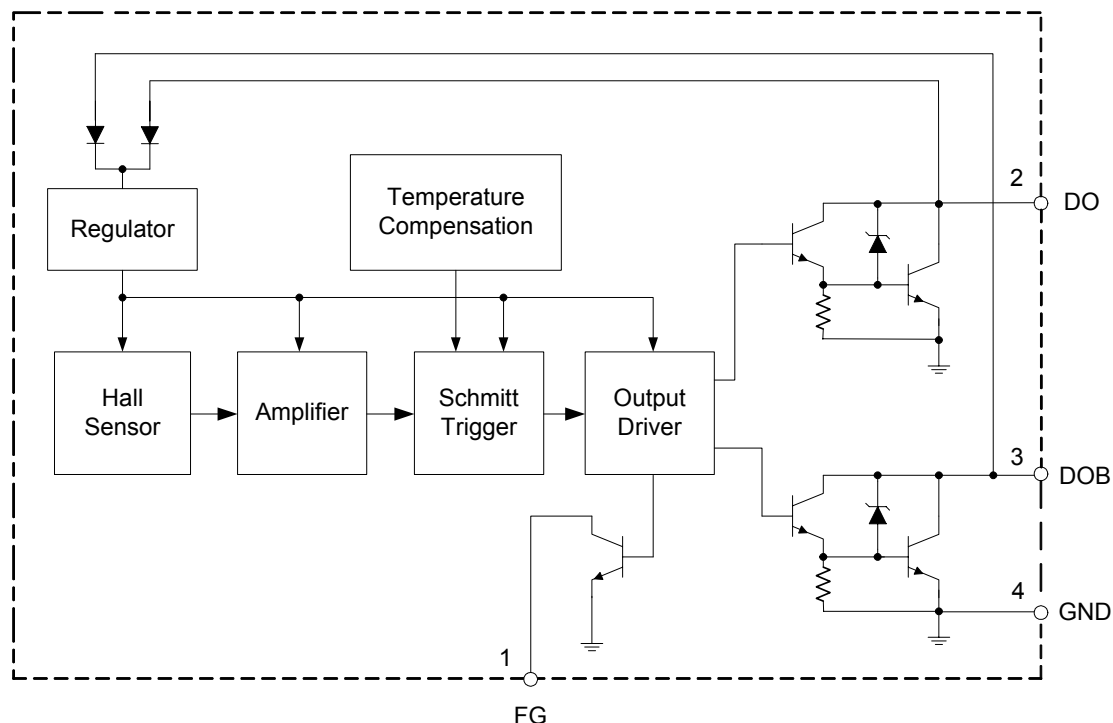 Temperature
Compensation
Regulator
2
DO
Hall
Sensor
Amplifier
Schmitt
Trigger
Output
Driver
3
DOB
4
GND
1
FG